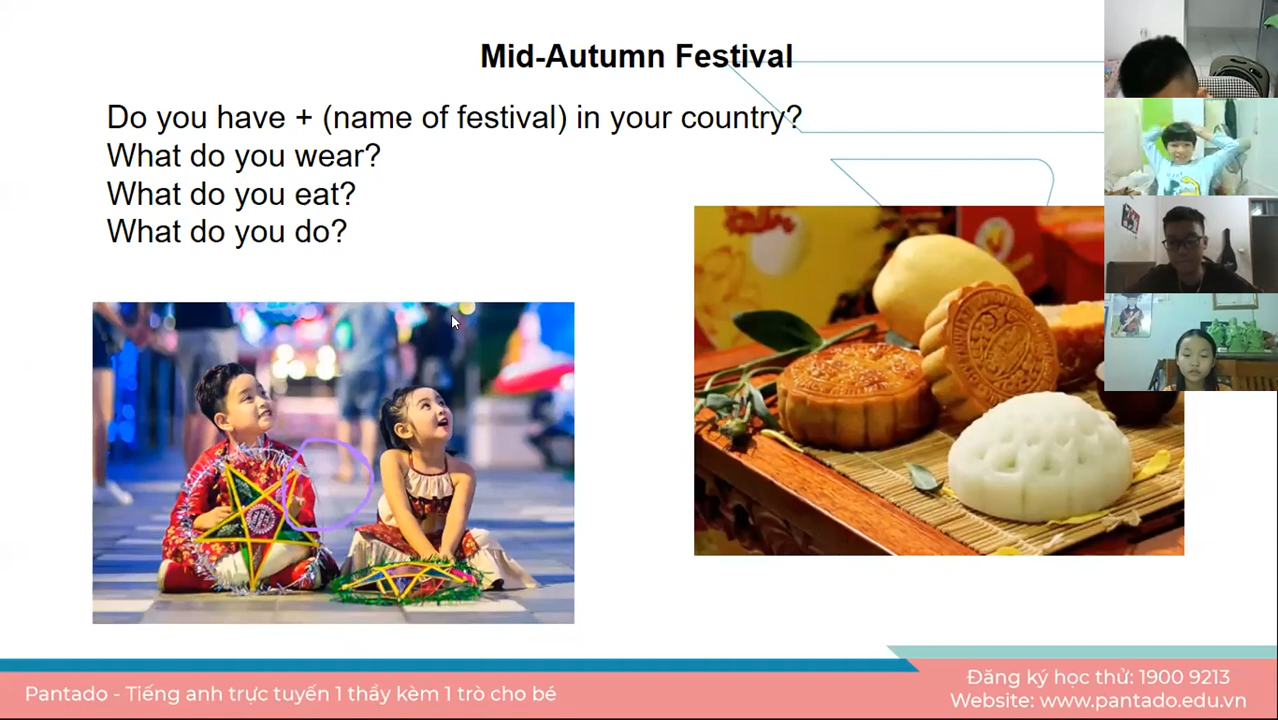 Mid-Autumn Festival
Do you have + (name of festival) in your country?
What do you wear?
What do you eat?
What do you do?
Pantado - Tiếng anh trực tuyến 1 thầy kèm 1 trò cho bé
Đăng ký học thử: 1900 9213
Website: www.pantado.edu.vn